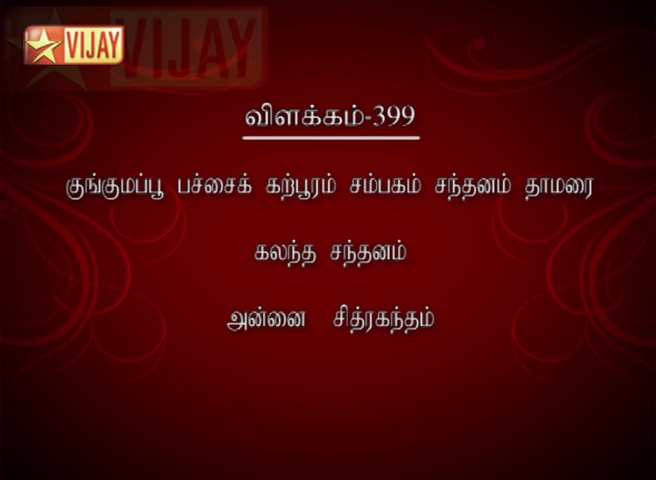 VIJAY
VIJAY
விளக்கம்-399
குங்குமப்பூ பச்சைக் கற்பூரம் சம்பகம் சந்தனம் தாமரை
கலந்த சந்தனம்
அன்னை சித்ரகந்தம்